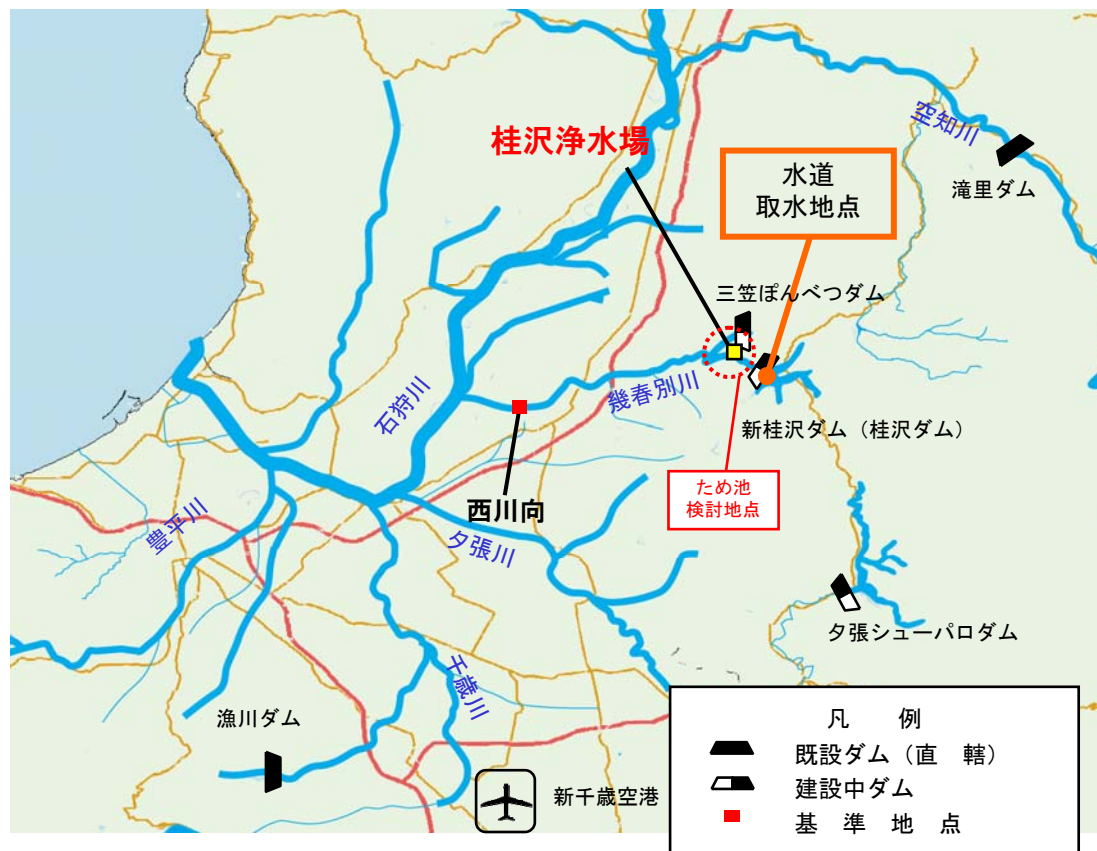 空知川
桂沢浄水場
水道
取水地点
滝里ダム
三笠ぽんべつダム
幾春別川
石狩川
新桂沢ダム（桂沢ダム）
ため池
検討地点
西川向
豊平川
夕張川
夕張シューパロダム
千歳川
漁川ダム
新千歳空港
凡　例
既設ダム（直　轄）
建設中ダム
基　準　地　点